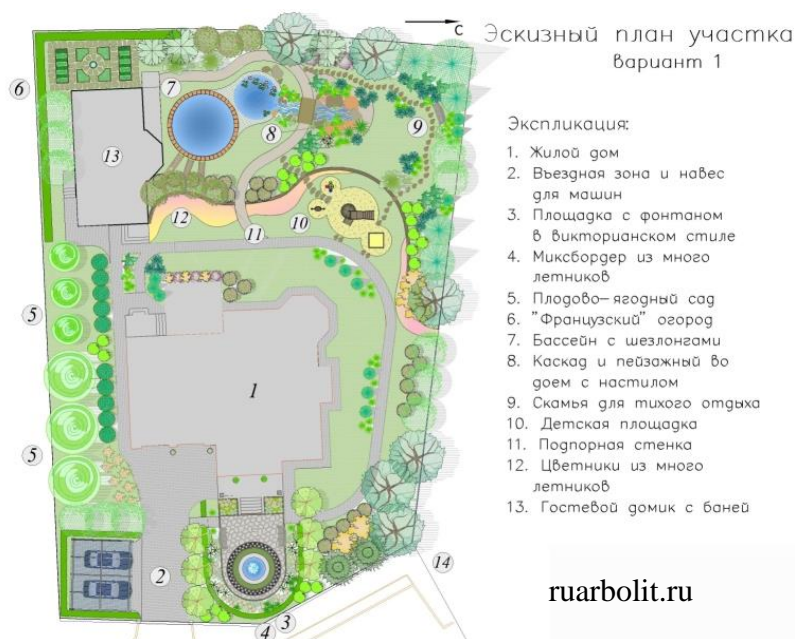 С
Эскизный план участка
вариант 1
Экспликация:
1. Жилой дом
2. Въездная зона и навес
для машин
3. Площадка с фонтаном
в викторианском стиле
4. Миксбордер из много
летников
5. Плодово-ягодный сад
6. "Французский" огород
7. Бассейн с шезлонгами
8. Каскад и пейзажный во
доем с настилом
9. Скамья для тихого отдыха
10. Детская площадка
11. Подпорная стенка
12. Цветники из много
летников
13. Гостевой домик с баней
6
7
8
9
13
12
11
10
5
1
5
2
14
3
4
ruarbolit.ru